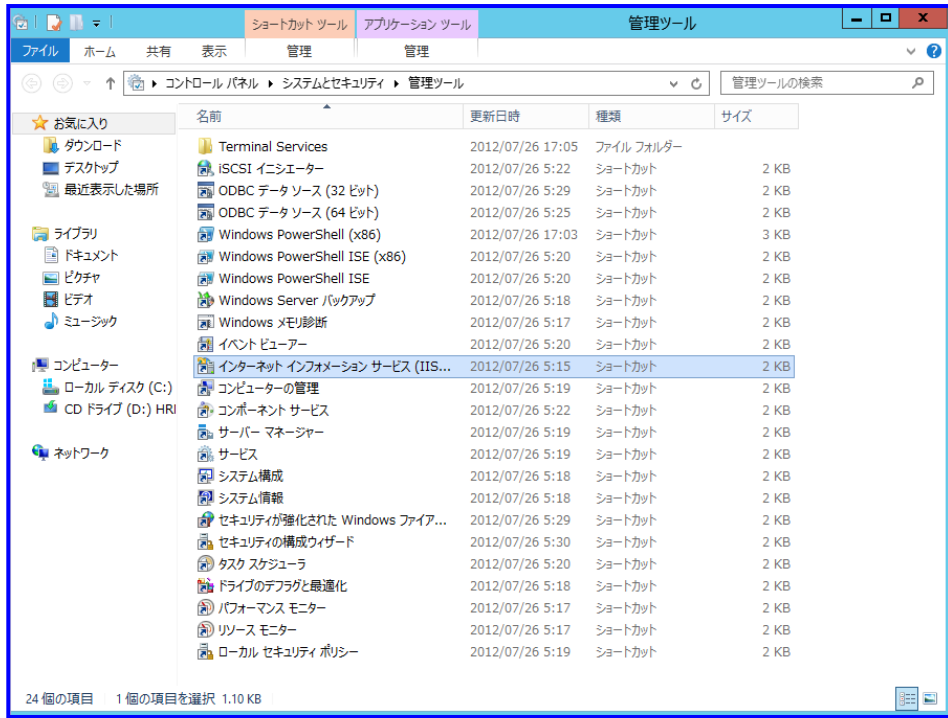 ショートカット ツール アプリケーション ツール 管理ツール
ファイル ホーム 共有 表示 管理 管理
コントロール パネル システムとセキュリティ 管理ツール 管理ツールの検索
名前 更新日時 種類 サイズ
お気に入り
ダウンロード
デスクトップ
最近表示した場所
ライブラリ
ドキュメント
ピクチャ
ビデオ
ミュージック
コンピューター
ローカル ディスク (C:)
CD ドライブ (D:) HRI
ネットワーク
Terminal Services 2012/07/26 17:05 ファイル フォルダー
iSCSI イニシエーター 2012/07/26 5:22 ショートカット 2 KB
ODBC データ ソース (32 ビット) 2012/07/26 5:29 ショートカット 2 KB
ODBC データ ソース (64 ビット) 2012/07/26 5:25 ショートカット 2 KB
Windows PowerShell (x86) 2012/07/26 17:03 ショートカット 3 KB
Windows PowerShell ISE (x86) 2012/07/26 5:20 ショートカット 2 KB
Windows PowerShell ISE 2012/07/26 5:20 ショートカット 2 KB
Windows Server バックアップ 2012/07/26 5:18 ショートカット 2 KB
Windows メモリ診断 2012/07/26 5:17 ショートカット 2 KB
イベント ビューアー 2012/07/26 5:20 ショートカット 2 KB
インターネット インフォメーション サービス (IIS... 2012/07/26 5:15 ショートカット 2 KB
コンピューターの管理 2012/07/26 5:19 ショートカット 2 KB
コンポーネント サービス 2012/07/26 5:22 ショートカット 2 KB
サーバー マネージャー 2012/07/26 5:19 ショートカット 2 KB
サービス 2012/07/26 5:19 ショートカット 2 KB
システム構成 2012/07/26 5:18 ショートカット 2 KB
システム情報 2012/07/26 5:18 ショートカット 2 KB
セキュリティが強化された Windows ファイア... 2012/07/26 5:29 ショートカット 2 KB
セキュリティの構成ウィザード 2012/07/26 5:30 ショートカット 2 KB
タスク スケジューラ 2012/07/26 5:20 ショートカット 2 KB
ドライブのデフラグと最適化 2012/07/26 5:18 ショートカット 2 KB
パフォーマンス モニター 2012/07/26 5:17 ショートカット 2 KB
リソース モニター 2012/07/26 5:17 ショートカット 2 KB
ローカル セキュリティ ポリシー 2012/07/26 5:19 ショートカット 2 KB
24 個の項目 1 個の項目を選択 1.10 KB